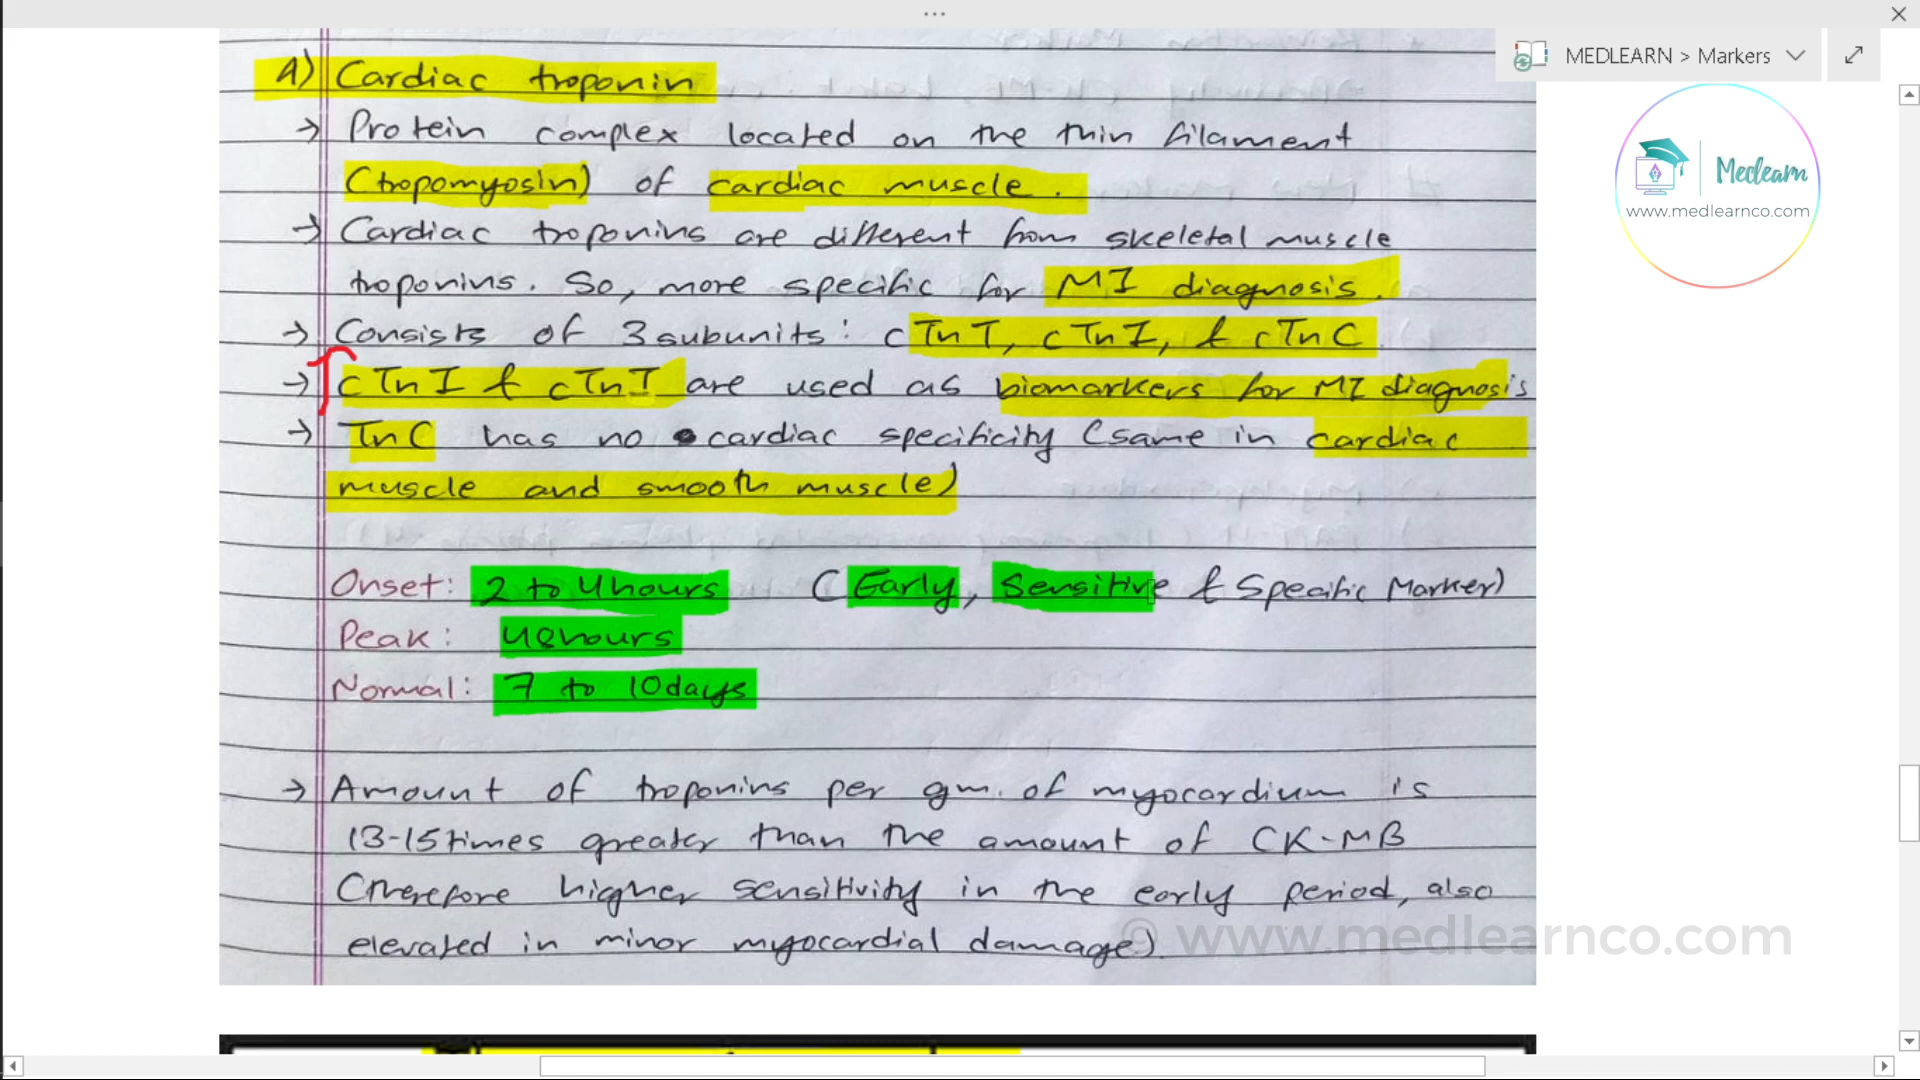 MEDLEARN > Markers
Medlearn
www.medlearnco.com
A) Cardiac troponin
→ Protein complex located on the thin filament
(tropomyosin) of cardiac muscle.
→ Cardiac troponins are different from skeletal muscle
troponins. So, more specific for MI diagnosis.
→ Consists of 3 subunits: cTnT, cTnI, & cTnC
→ cTnI & cTnT are used as biomarkers for MI diagnosis
→ TnC has no cardiac specificity (same in cardiac
muscle and smooth muscle)
Onset: 2 to 4 hours (Early, Sensitive & Specific Marker)
Peak: 48 hours
Normal: 7 to 10 days
→ Amount of troponins per gm. of myocardium is
13-15 times greater than the amount of CK-MB
(therefore higher sensitivity in the early period, also
elevated in minor myocardial damage).
© www.medlearnco.com